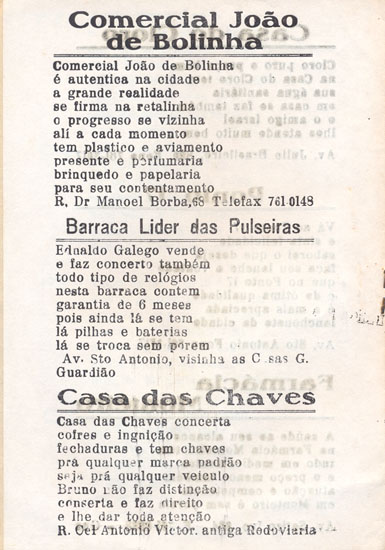 Comercial João
de Bolinha
Comercial João de Bolinha
é autentica na cidade
a grande realidade
se firma na retalinha
o progresso se vizinha
alí a cada momento
tem plastico e aviamento
presente e perfumaria
brinquedo e papelaria
para seu contentamento
R, Dr Manoel Borba,68 Telefax 761-0148
Barraca Lider das Pulseiras
Ednaldo Galego vende
e faz concerto também
todo tipo de relógios
nesta barraca contem
garantia de 6 meses
pois ainda lá se tem
lá pilhas e baterias
lá se troca sem porem
Av. Sto Antonio, visinha as C sas G.
Guardião
Casa das Chaves
Casa das Chaves concerta
cofres e ingnição
fechaduras e tem chaves
prá qualquer marca padrão
seja prá qualquer veiculo
Bruno não faz distinção
conserta e faz direito
e lhe dar toda atenção
R. Cel Antonio Victor. antiga Rodoviaria